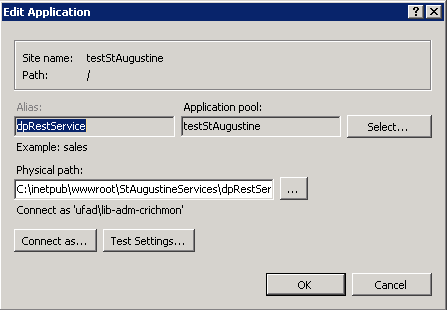 Edit Application
Site name: testStAugustine
Path: /
Alias: Application pool:
dpRestService testStAugustine Select...
Example: sales
Physical path:
C:\inetpub\wwwroot\StAugustineServices\dpRestSer ...
Connect as 'ufad\lib-adm-crichmon'
Connect as... Test Settings...
OK Cancel